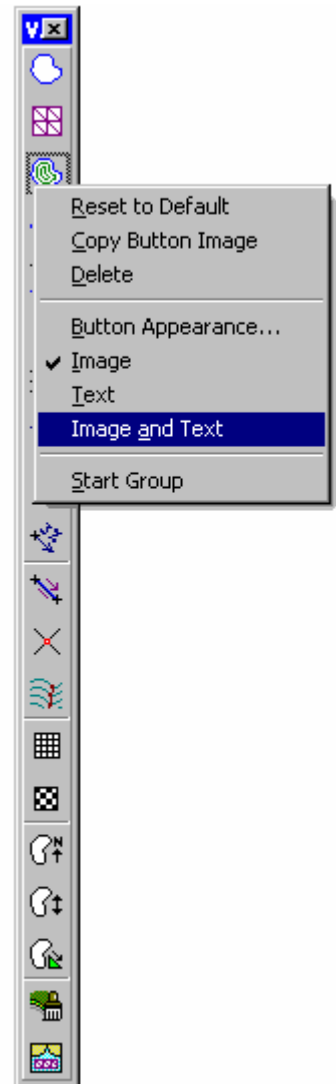 V
Reset to Default
Copy Button Image
Delete
Button Appearance...
Image
Text
Image and Text
Start Group
N